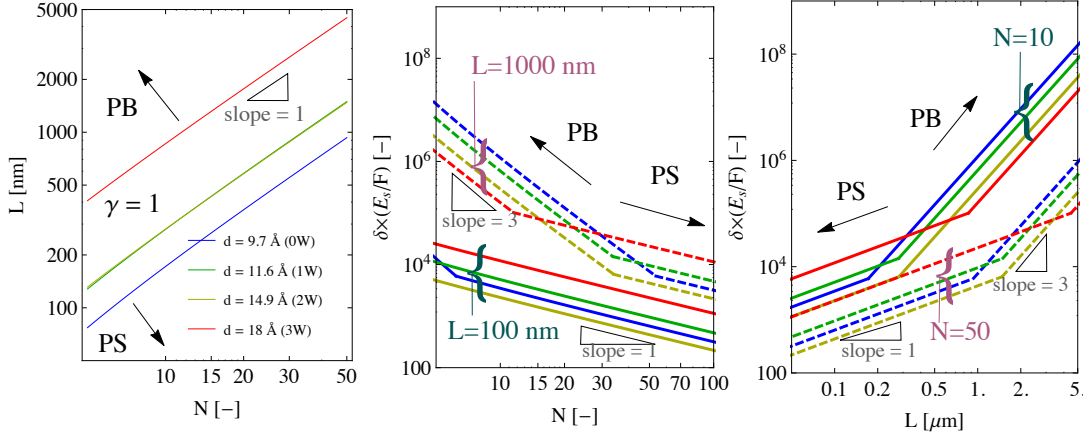 5000
2000
1000
500
200
100
L [nm]
PB
slope = 1
γ = 1
d = 9.7 Å (0W)
d = 11.6 Å (1W)
d = 14.9 Å (2W)
d = 18 Å (3W)
PS
10 15 20 30 50
N [−]
10⁸
10⁶
10⁴
100
δ×(Eₛ/F) [−]
L=1000 nm
PB
PS
slope = 3
L=100 nm
slope = 1
10 15 20 30 50 70 100
N [−]
10⁸
10⁶
10⁴
100
δ×(Eₛ/F) [−]
N=10
PB
PS
slope = 3
N=50
slope = 1
0.1 0.2 0.5 1. 2. 5.
L [μm]